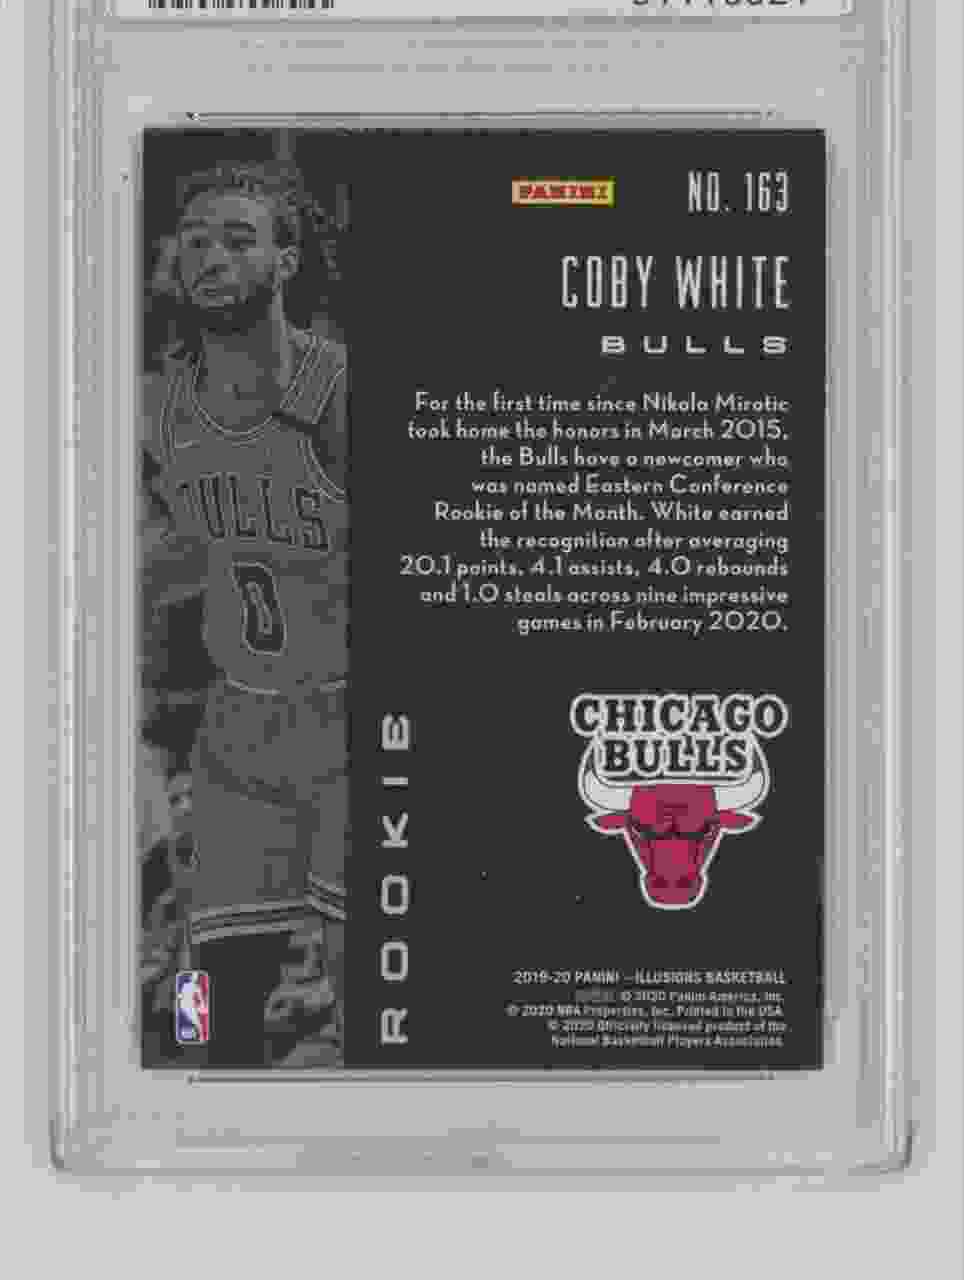 PANINI
NO. 163
COBY WHITE
BULLS
For the first time since Nikola Mirotic
took home the honors in March 2015,
the Bulls have a newcomer who
was named Eastern Conference
Rookie of the Month. White earned
the recognition after averaging
20.1 points, 4.1 assists, 4.0 rebounds
and 1.0 steals across nine impressive
games in February 2020.
BULLS
0
CHICAGO
BULLS
ROOKIE
2019-20 PANINI – ILLUSIONS BASKETBALL
© 2020 Panini America, Inc.
© 2020 NBA Properties, Inc. Printed in the USA.
© 2020 Officially licensed product of the
National Basketball Players Association.